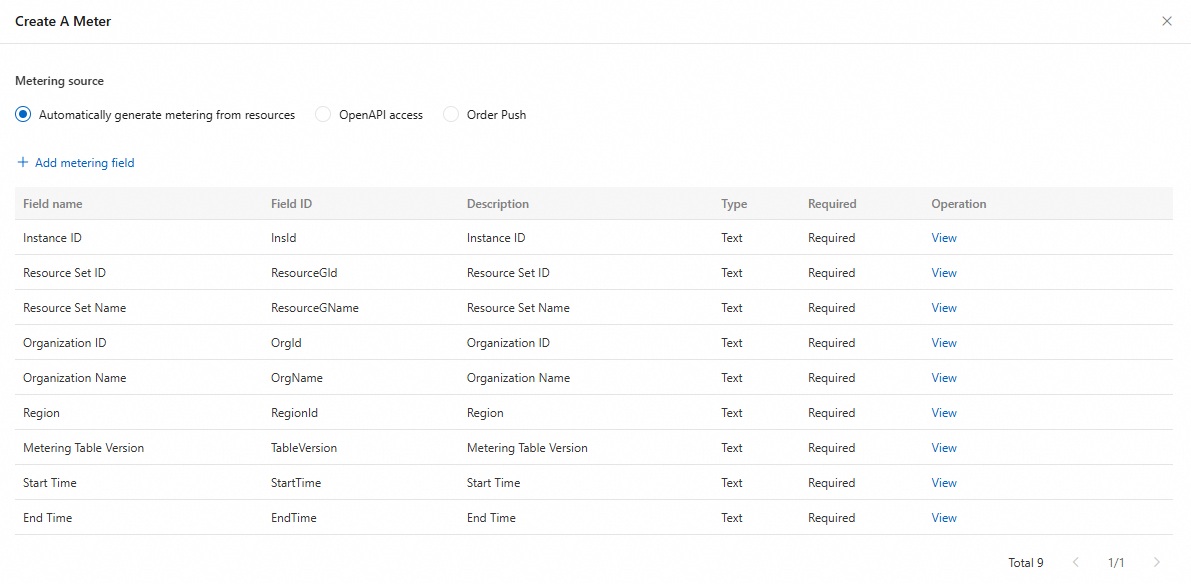 Create A Meter
Metering source
Automatically generate metering from resources OpenAPI access Order Push
+ Add metering field
Field name Field ID Description Type Required Operation
Instance ID InsId Instance ID Text Required View
Resource Set ID ResourceGId Resource Set ID Text Required View
Resource Set Name ResourceGName Resource Set Name Text Required View
Organization ID OrgId Organization ID Text Required View
Organization Name OrgName Organization Name Text Required View
Region RegionId Region Text Required View
Metering Table Version TableVersion Metering Table Version Text Required View
Start Time StartTime Start Time Text Required View
End Time EndTime End Time Text Required View
Total 9 1/1